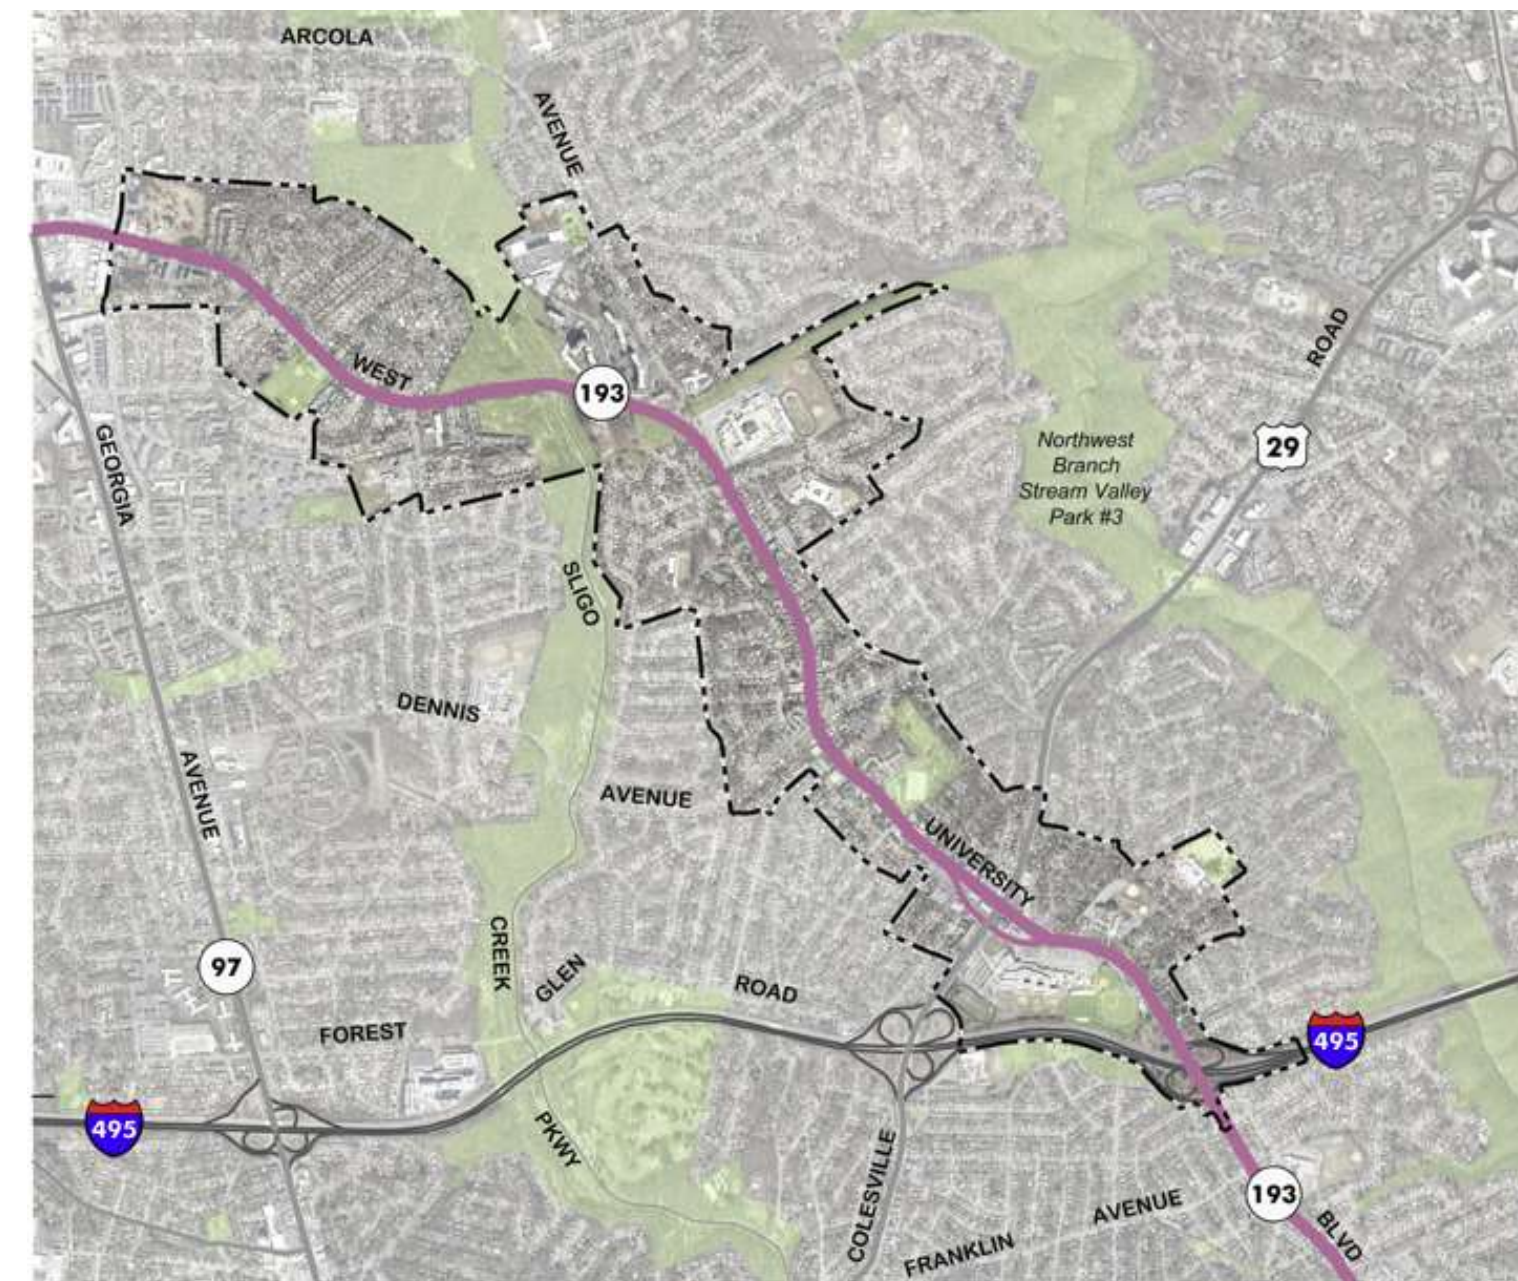 ARCOLA
AVENUE
WEST
193
GEORGIA
ROAD
29
Northwest
Branch
Stream Valley
Park #3
SLIGO
DENNIS
AVENUE
AVENUE
UNIVERSITY
CREEK
97
GLEN
ROAD
FOREST
495
495
PKWY
COLESVILLE
193
AVENUE
FRANKLIN
BLVD